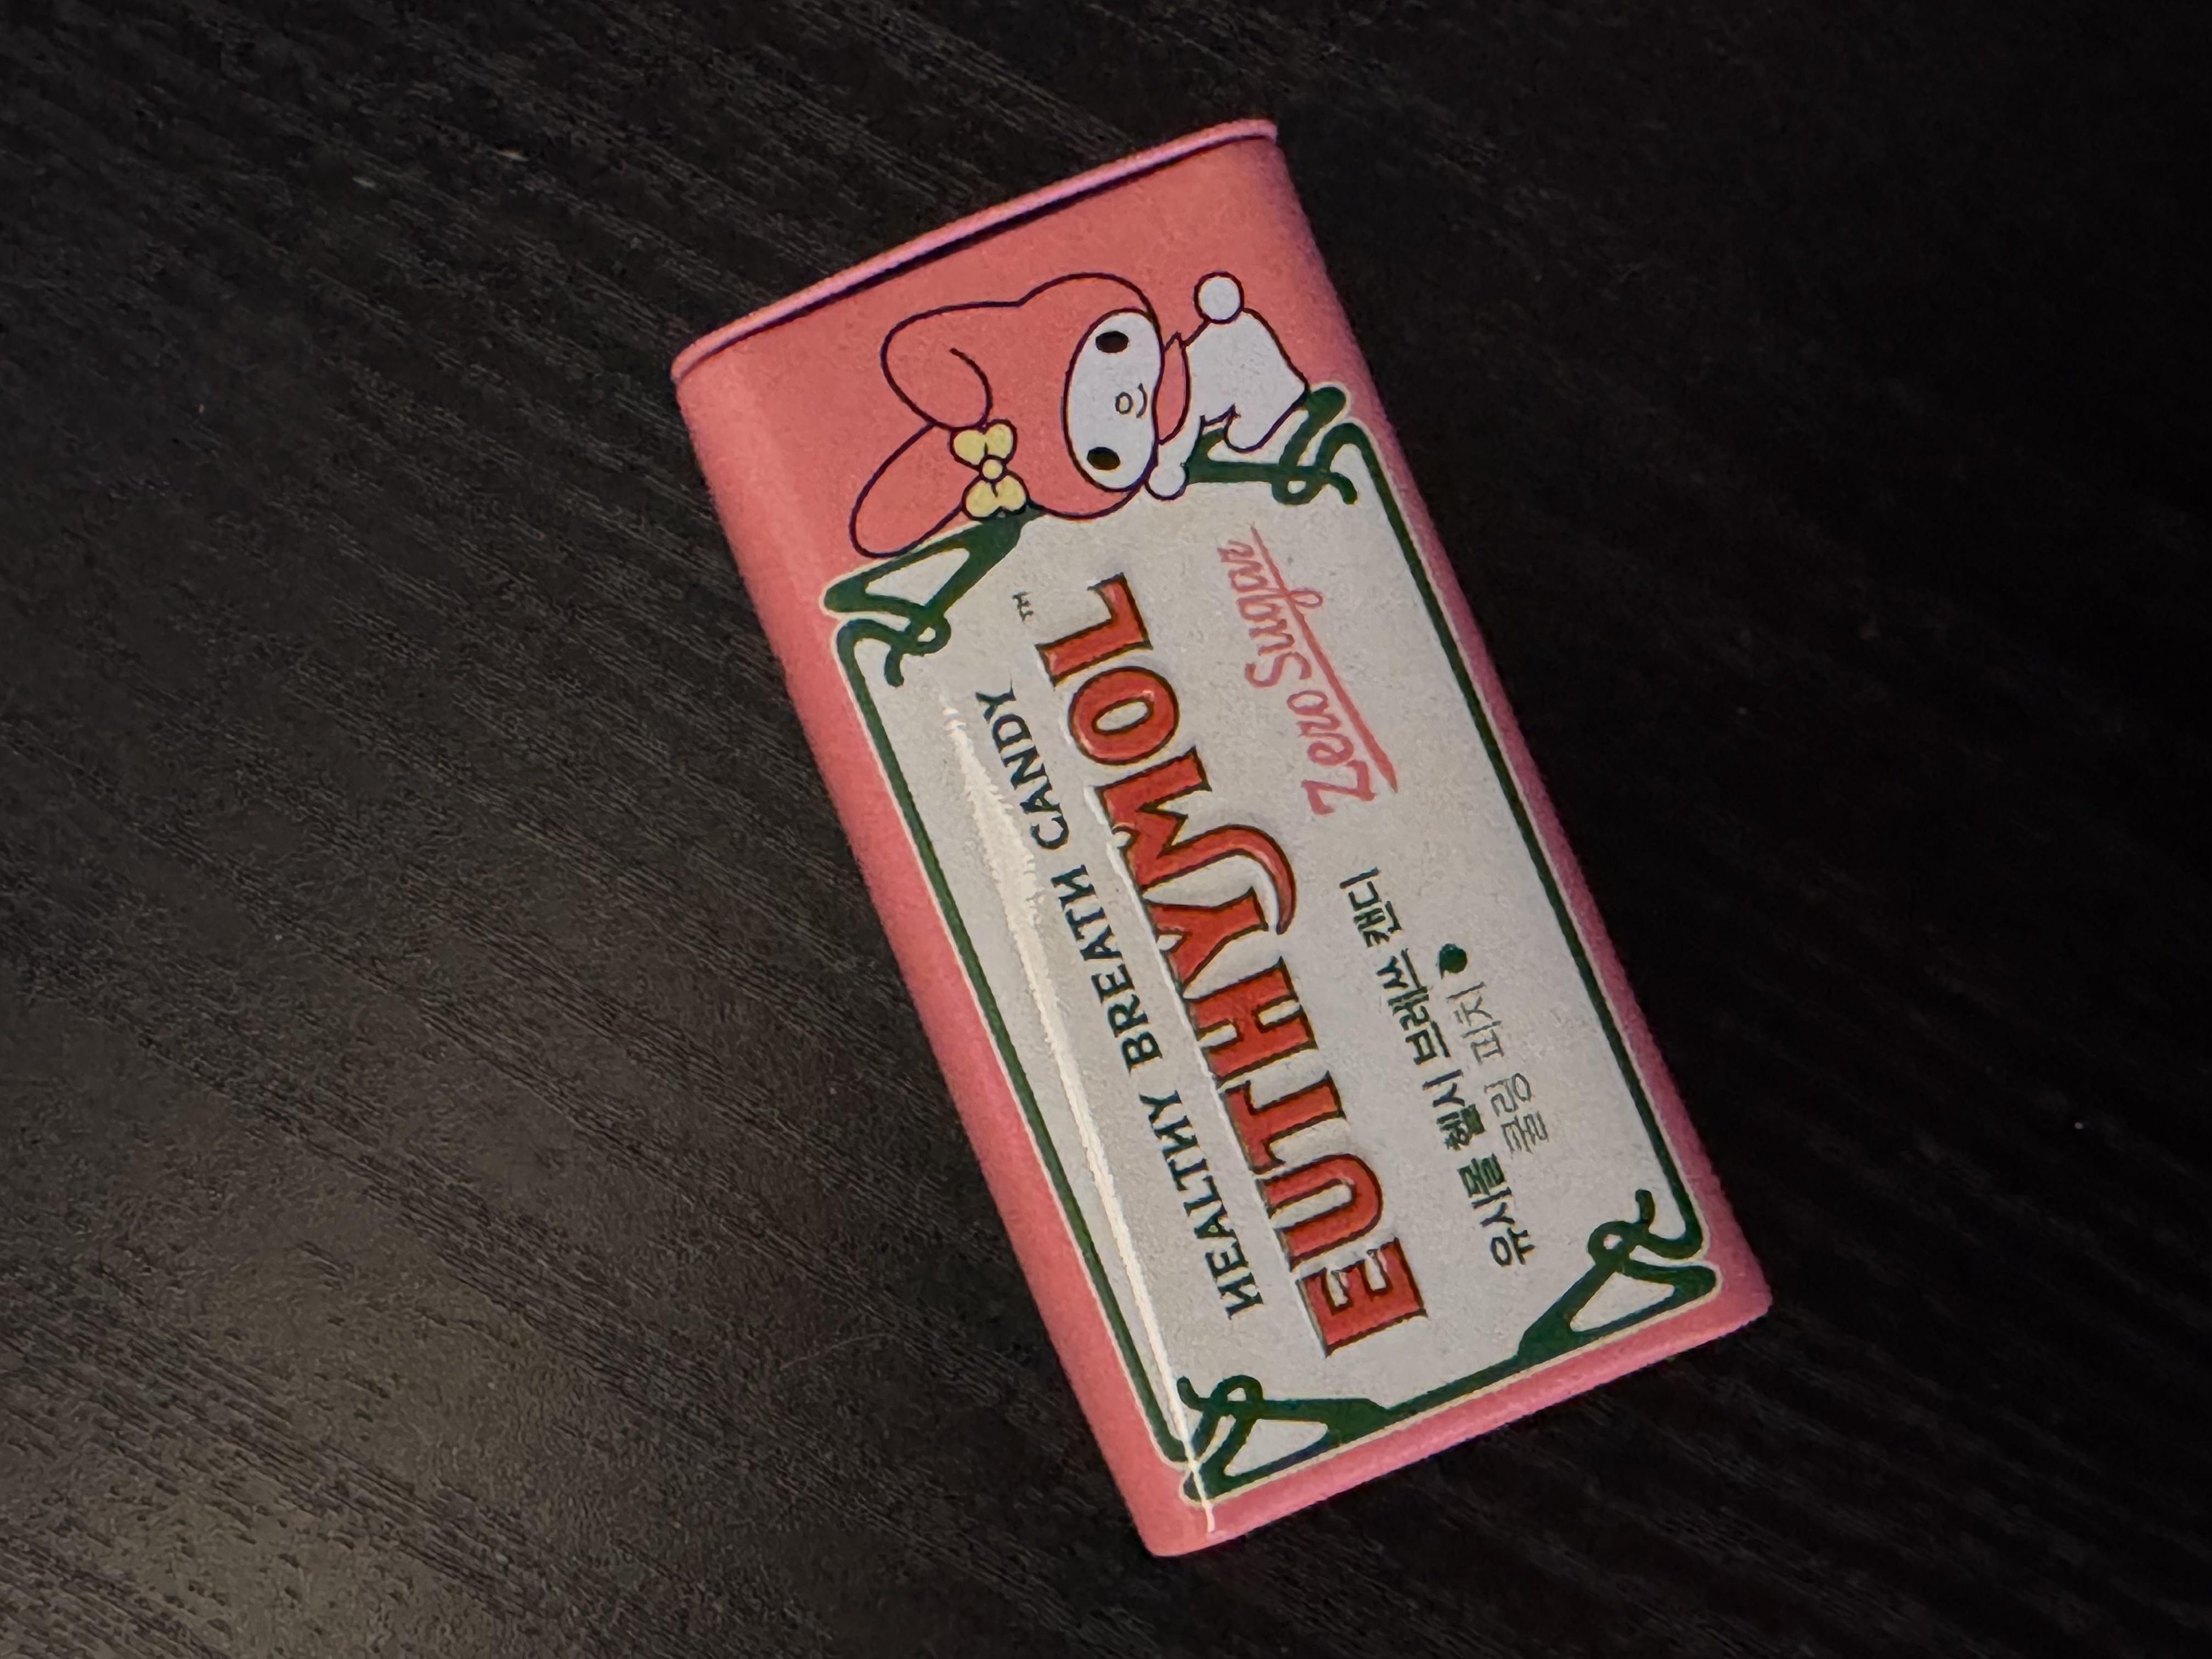 HEALTHY BREATH CANDY
EUTHYMOL™
Zero Sugar
유시몰 헬시 브레쓰 캔디
쿨링 피치